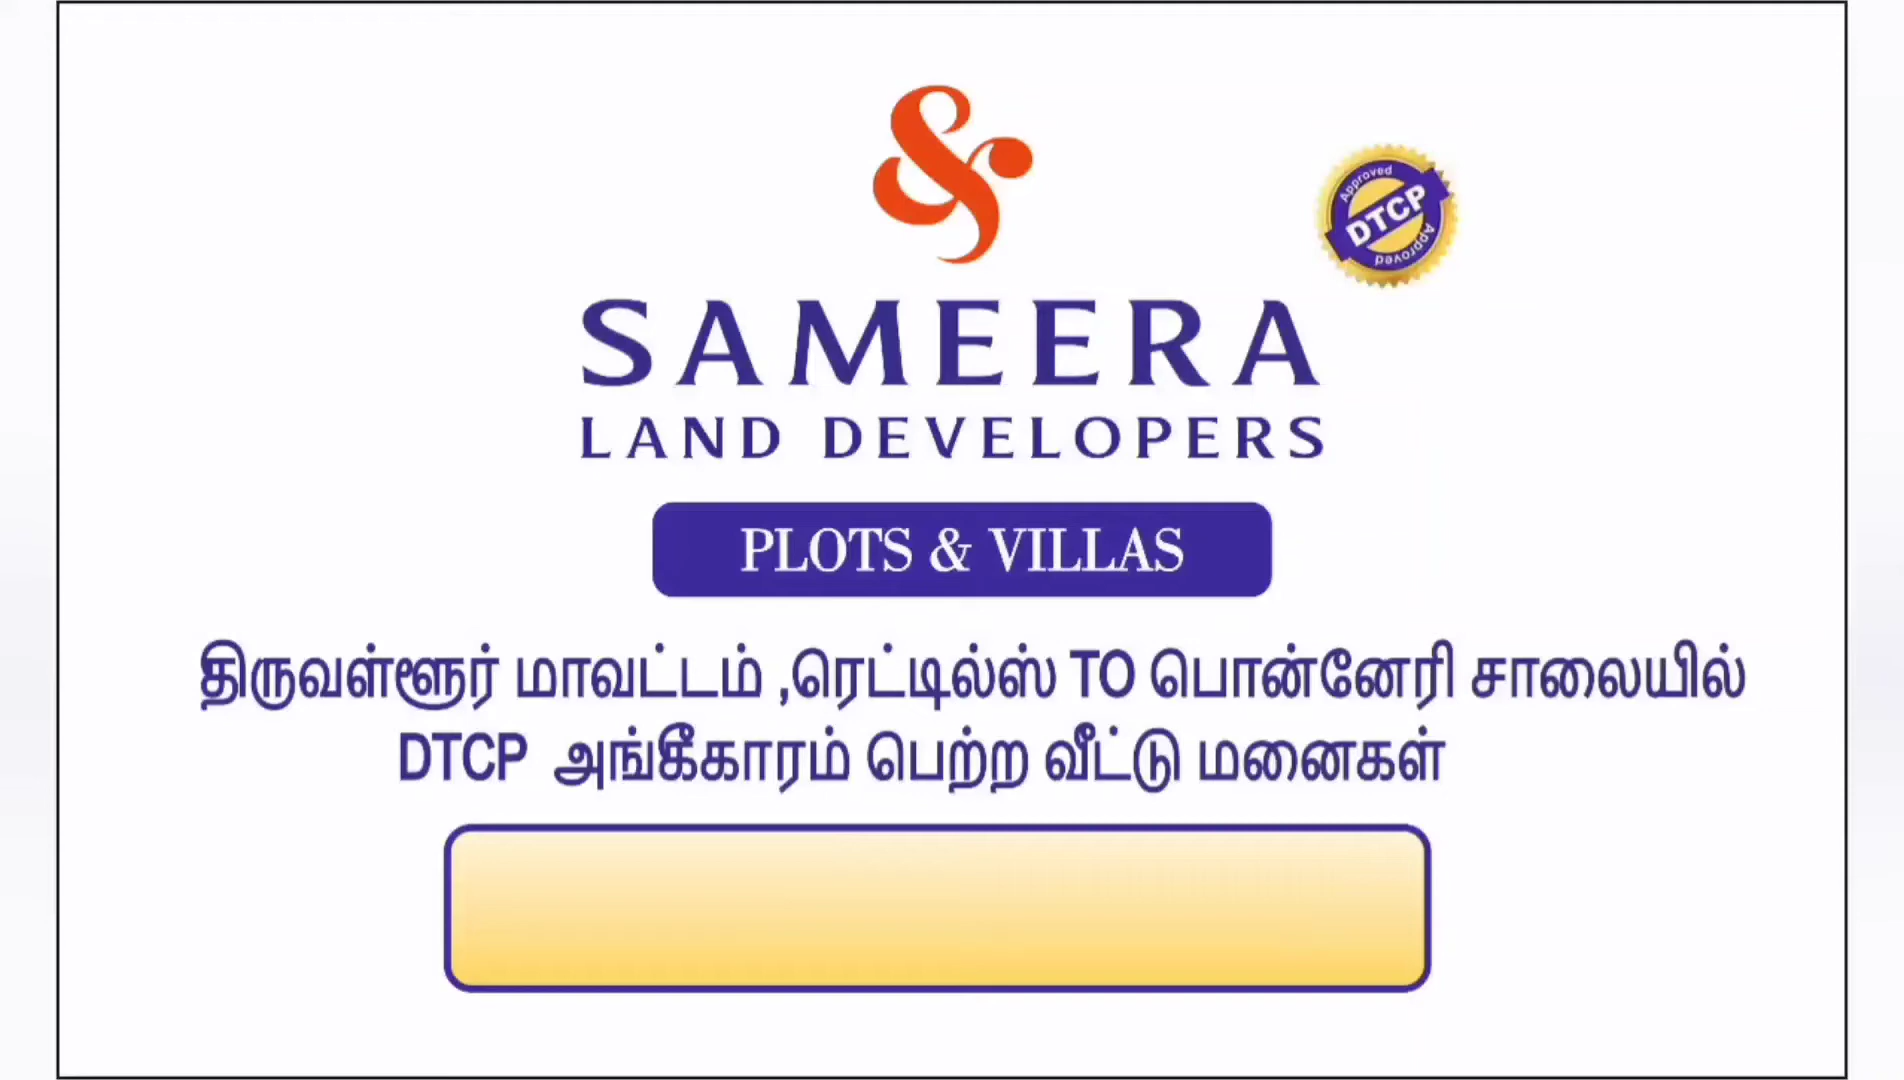 Approved
DTCP
Approved
SAMEERA
LAND DEVELOPERS
PLOTS & VILLAS
திருவள்ளூர் மாவட்டம் ,ரெட்டில்ஸ் TO பொன்னேரி சாலையில்
DTCP அங்கீகாரம் பெற்ற வீட்டு மனைகள்